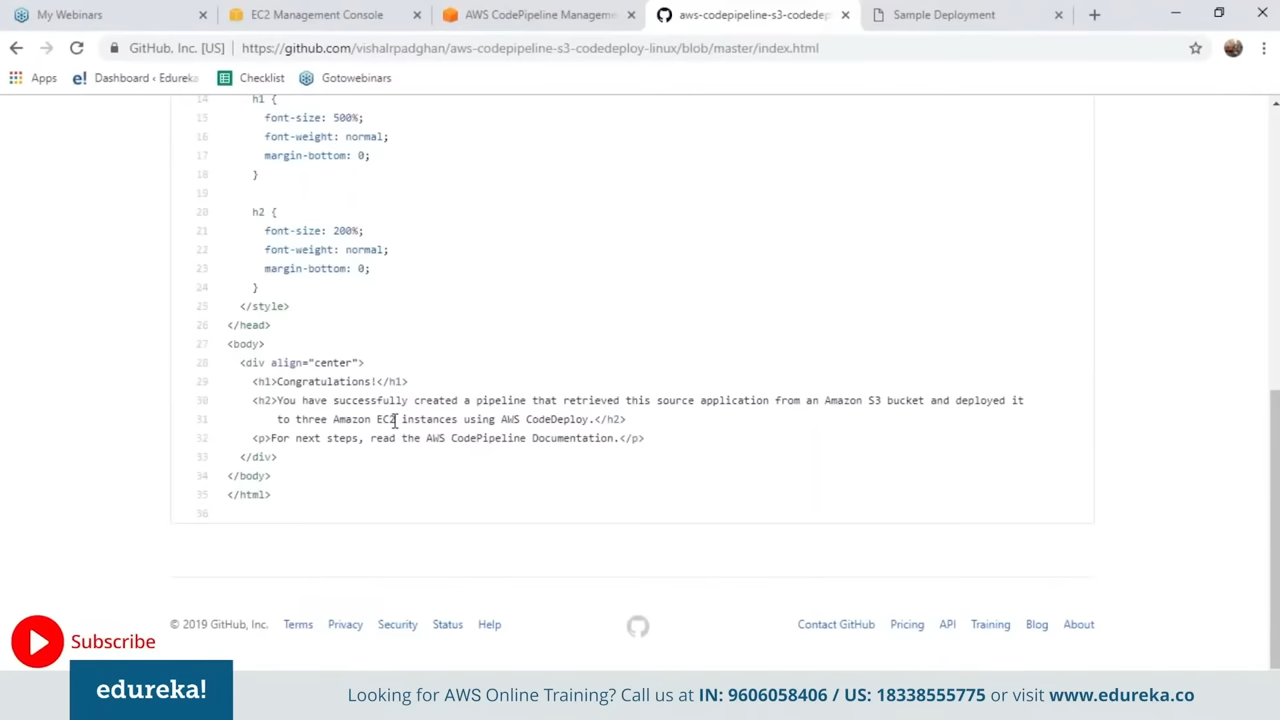 My Webinars
EC2 Management Console
AWS CodePipeline Manageme
aws-codepipeline-s3-codedep
Sample Deployment
GitHub, Inc. [US]
https://github.com/vishalrpadghan/aws-codepipeline-s3-codedeploy-linux/blob/master/index.html
Apps
e! Dashboard ‹ Edureka
Checklist
Gotowebinars
14 h1 {
15 font-size: 500%;
16 font-weight: normal;
17 margin-bottom: 0;
18 }
19
20 h2 {
21 font-size: 200%;
22 font-weight: normal;
23 margin-bottom: 0;
24 }
25 </style>
26 </head>
27 <body>
28 <div align="center">
29 <h1>Congratulations!</h1>
30 <h2>You have successfully created a pipeline that retrieved this source application from an Amazon S3 bucket and deployed it
31 to three Amazon EC2 instances using AWS CodeDeploy.</h2>
32 <p>For next steps, read the AWS CodePipeline Documentation.</p>
33 </div>
34 </body>
35 </html>
36
© 2019 GitHub, Inc. Terms Privacy Security Status Help
Contact GitHub Pricing API Training Blog About
Subscribe
edureka!
Looking for AWS Online Training? Call us at IN: 9606058406 / US: 18338555775 or visit www.edureka.co